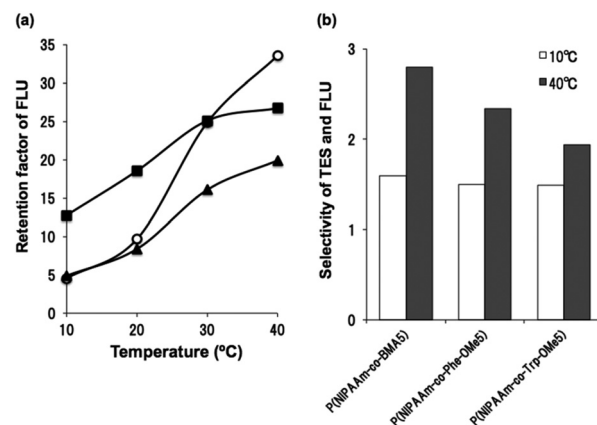 (a)
Retention factor of FLU
35
30
25
20
15
10
5
0
10
20
30
40
Temperature (ºC)
(b)
Selectivity of TES and FLU
3
2
1
0
10℃
40℃
P(NIPAAm-co-BMA5)
P(NIPAAm-co-Phe-OMe5)
P(NIPAAm-co-Trp-OMe5)